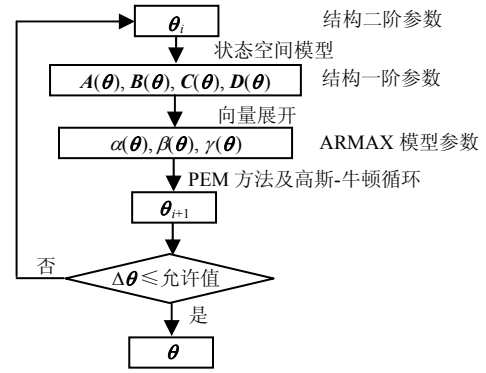 θi 结构二阶参数
状态空间模型
A(θ), B(θ), C(θ), D(θ) 结构一阶参数
向量展开
α(θ), β(θ), γ(θ) ARMAX 模型参数
PEM 方法及高斯-牛顿循环
θi+1
否
Δθ≤允许值
是
θ